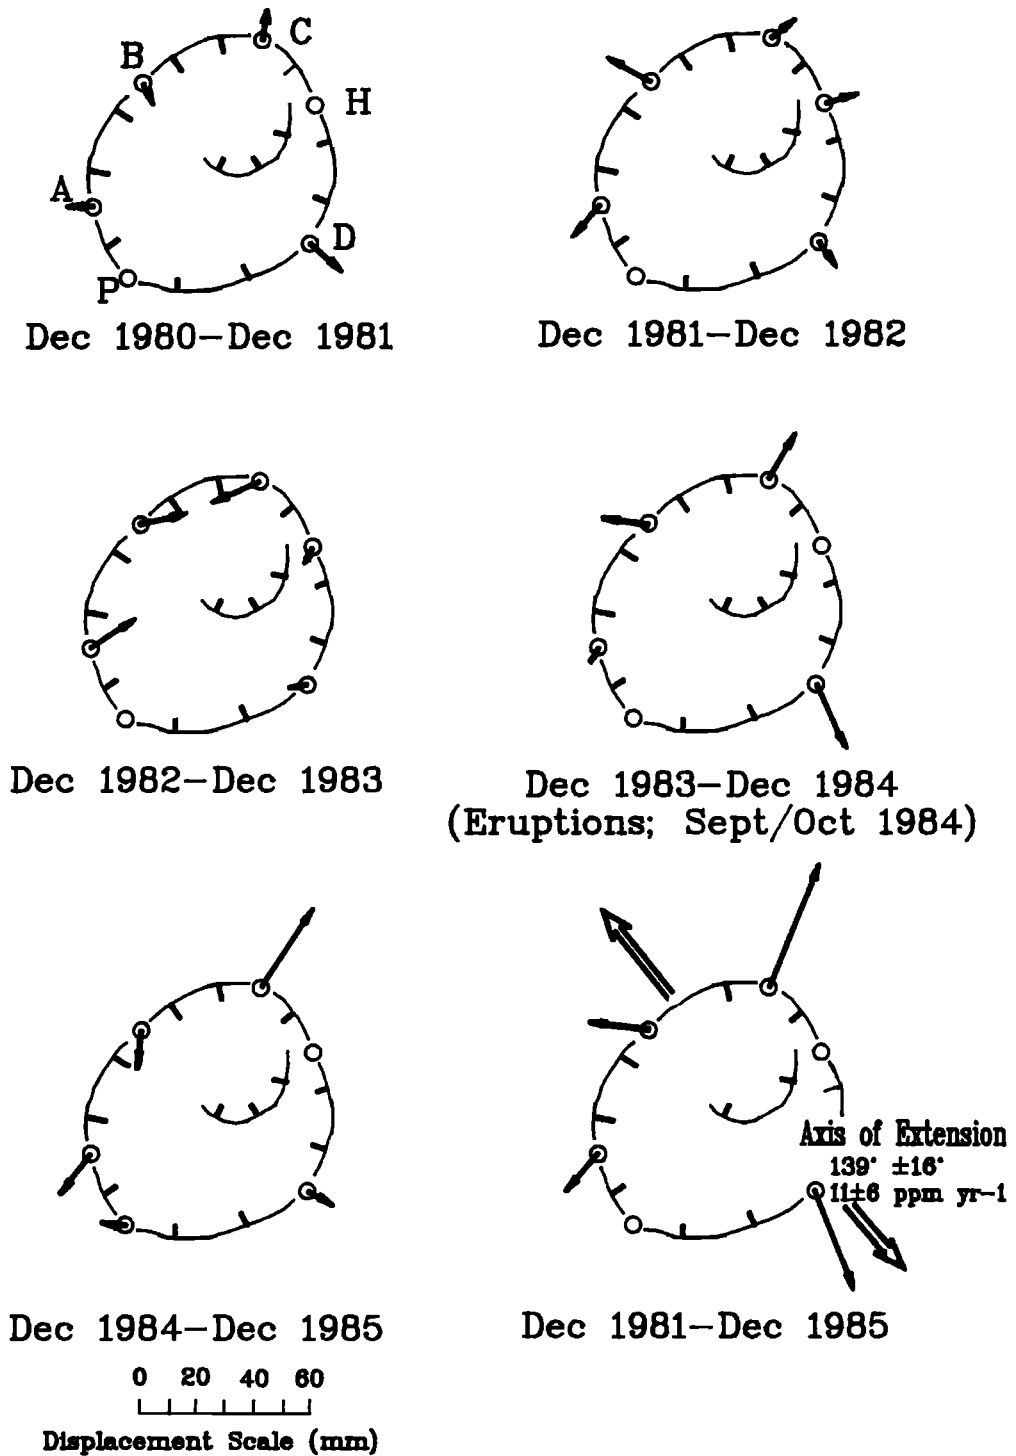 C
B
H
A
D
P
Dec 1980-Dec 1981
Dec 1981-Dec 1982
Dec 1982-Dec 1983
Dec 1983-Dec 1984
(Eruptions; Sept/Oct 1984)
Axis of Extension
139° ±16°
11±6 ppm yr-1
Dec 1984-Dec 1985
Dec 1981-Dec 1985
0 20 40 60
Displacement Scale (mm)